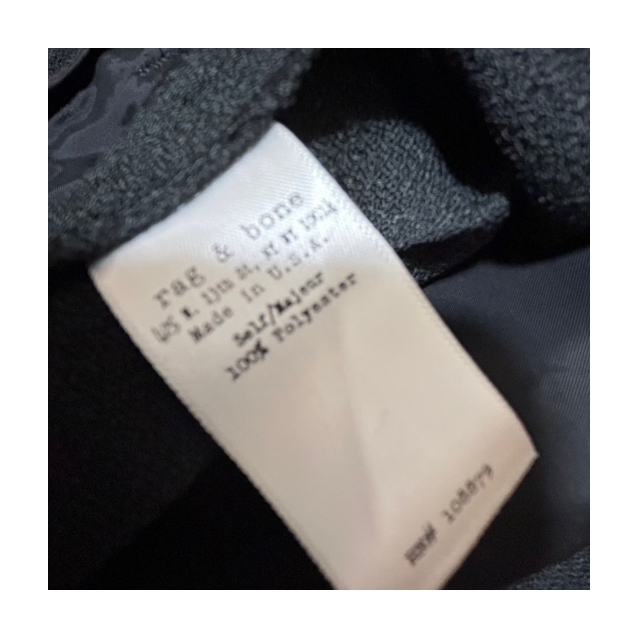 rag & bone
425 W. 13th St, NY NY 10014
Made in U.S.A.
Self/Majeur
100% Polyester
RN# 108879